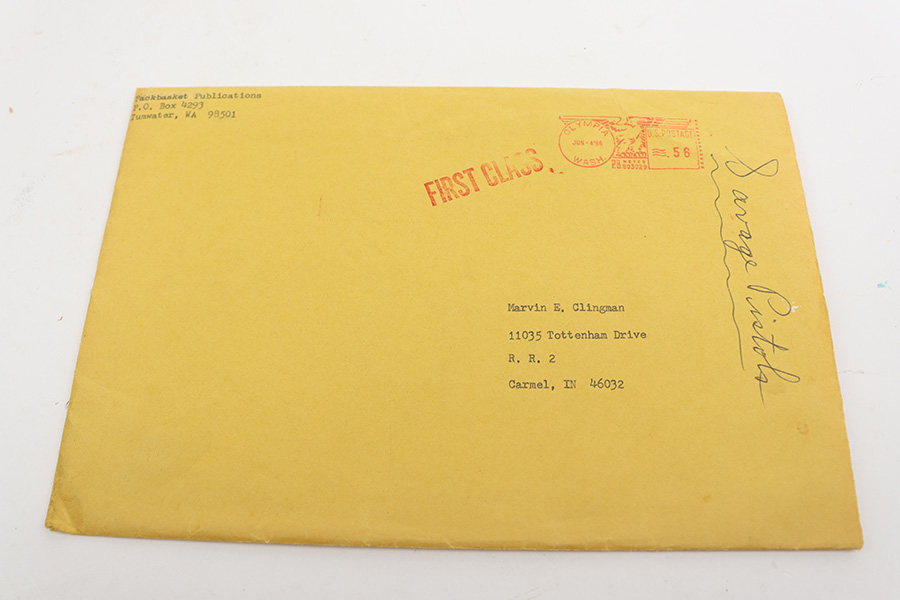 Packbasket Publications
P.O. Box 4293
Tumwater, WA 98501
FIRST CLASS
OLYMPIA
WASH.
U.S. POSTAGE
.56
Savage Pistols
Marvin E. Clingman
11035 Tottenham Drive
R. R. 2
Carmel, IN 46032